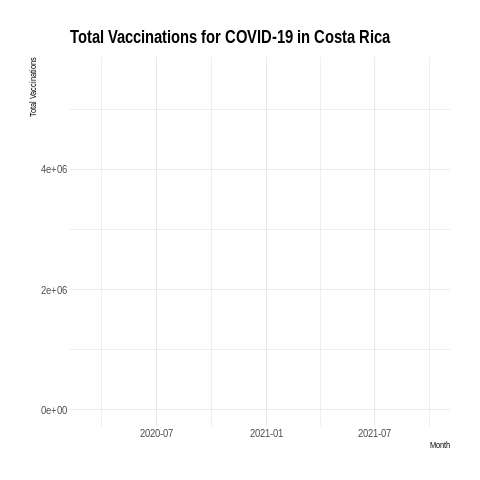 Total Vaccinations for COVID-19 in Costa Rica
Total Vaccinations
4e+06
2e+06
0e+00
2020-07 2021-01 2021-07
Month